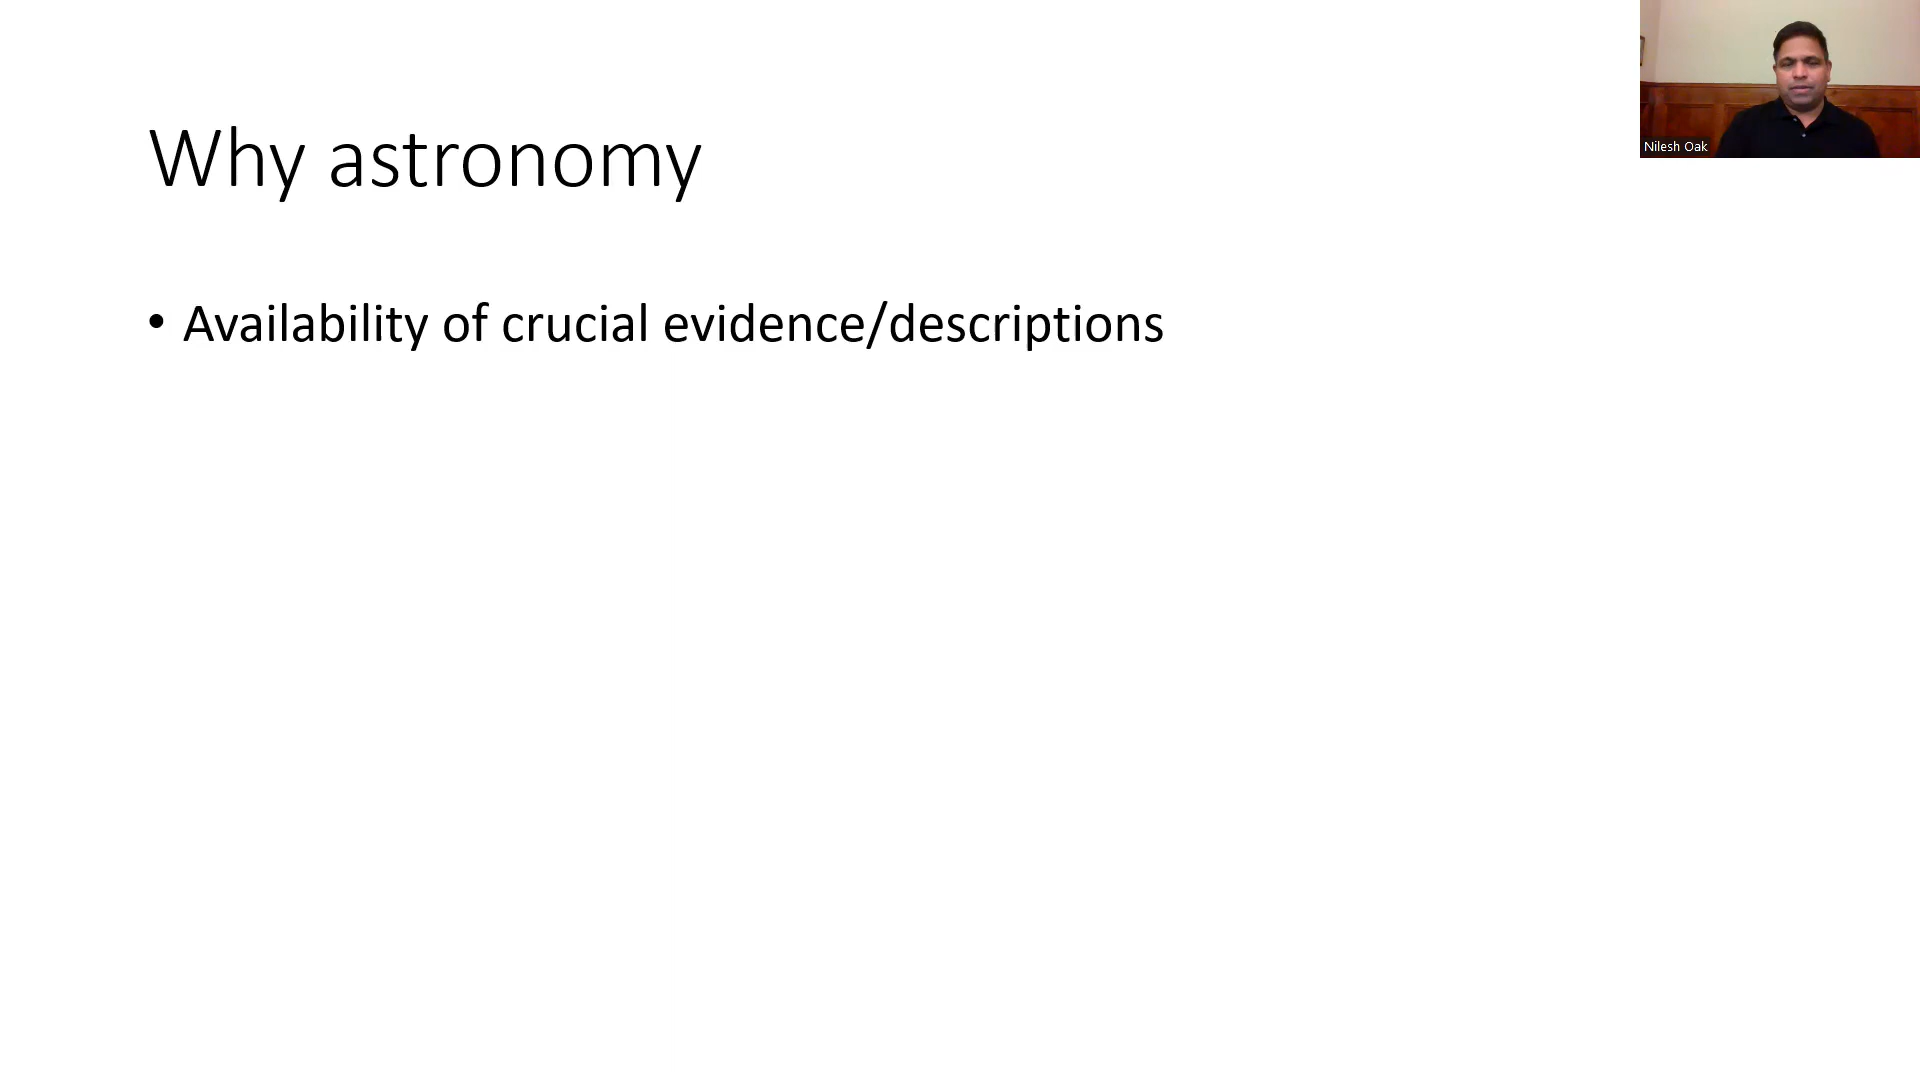 Why astronomy
• Availability of crucial evidence/descriptions
Nilesh Oak